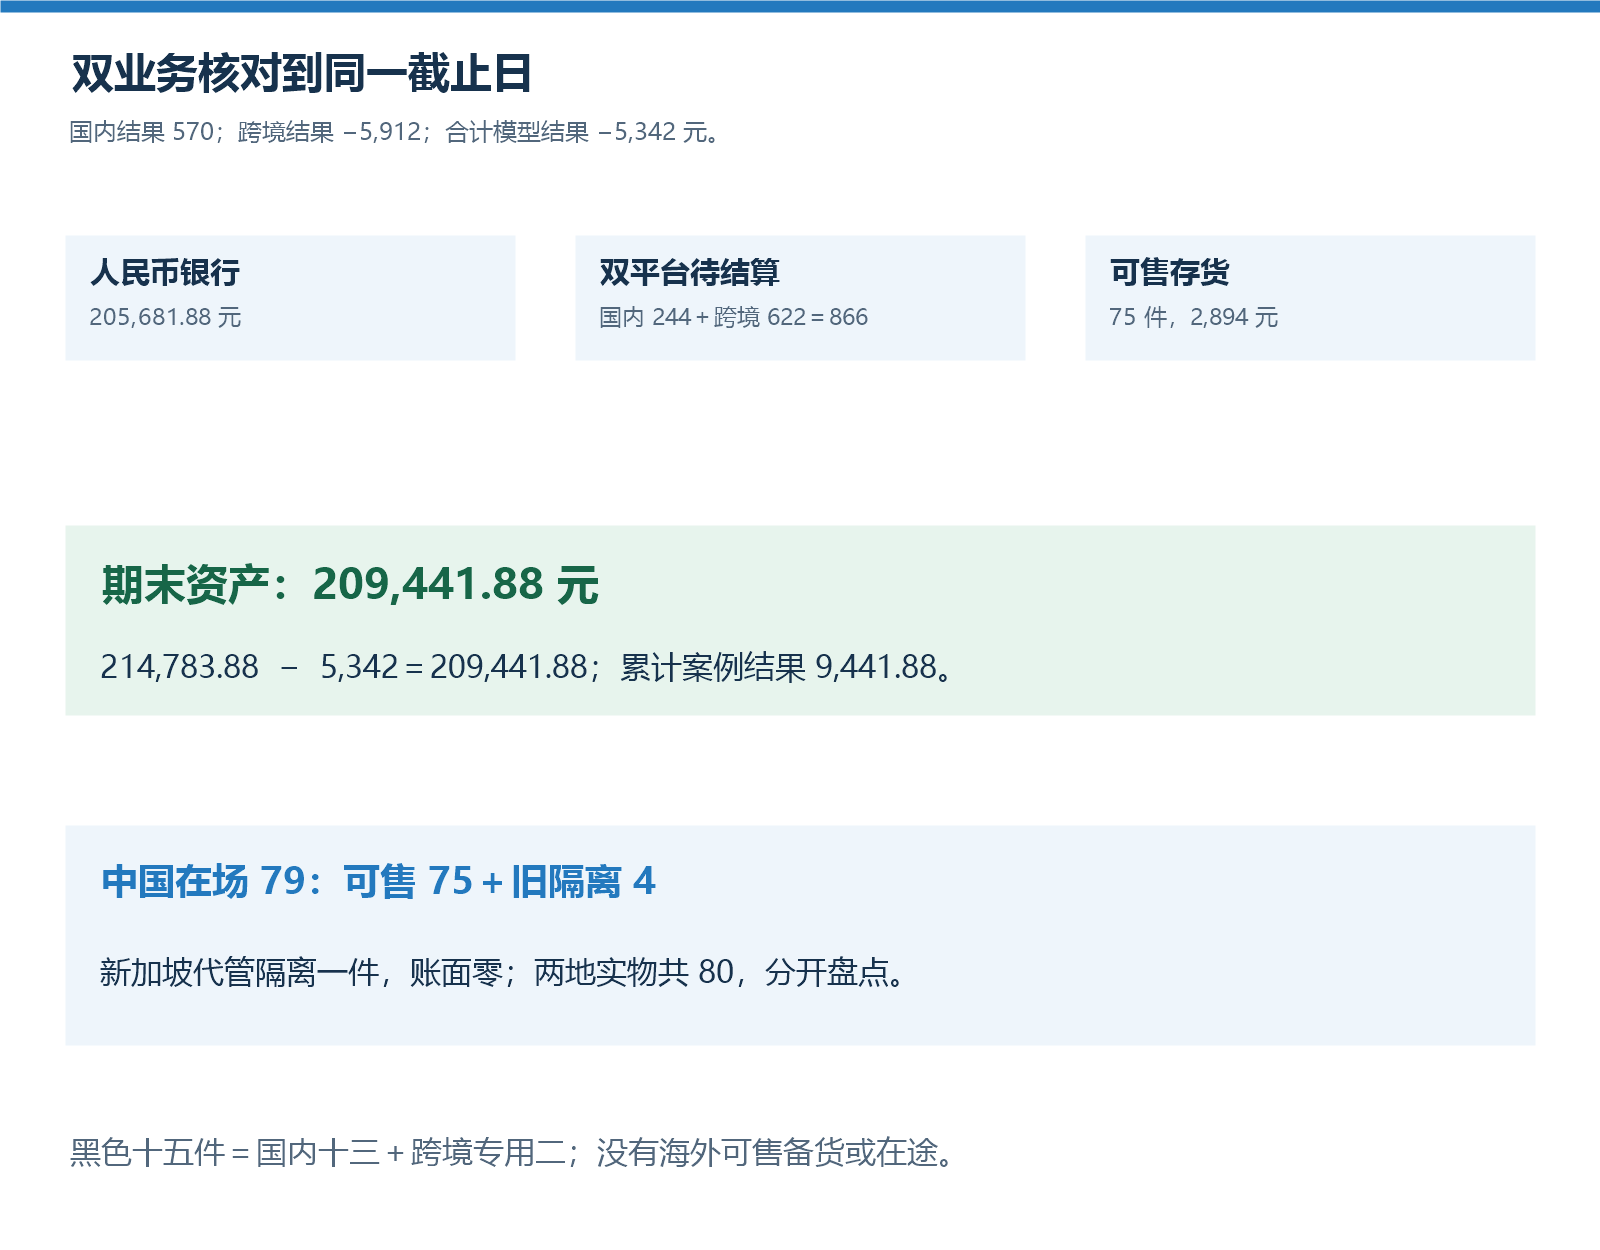 双业务核对到同一截止日
国内结果 570；跨境结果 −5,912；合计模型结果 −5,342 元。
人民币银行
205,681.88 元
双平台待结算
国内 244＋跨境 622＝866
可售存货
75 件，2,894 元
期末资产：209,441.88 元
214,783.88 − 5,342＝209,441.88；累计案例结果 9,441.88。
中国在场 79：可售 75＋旧隔离 4
新加坡代管隔离一件，账面零；两地实物共 80，分开盘点。
黑色十五件＝国内十三＋跨境专用二；没有海外可售备货或在途。